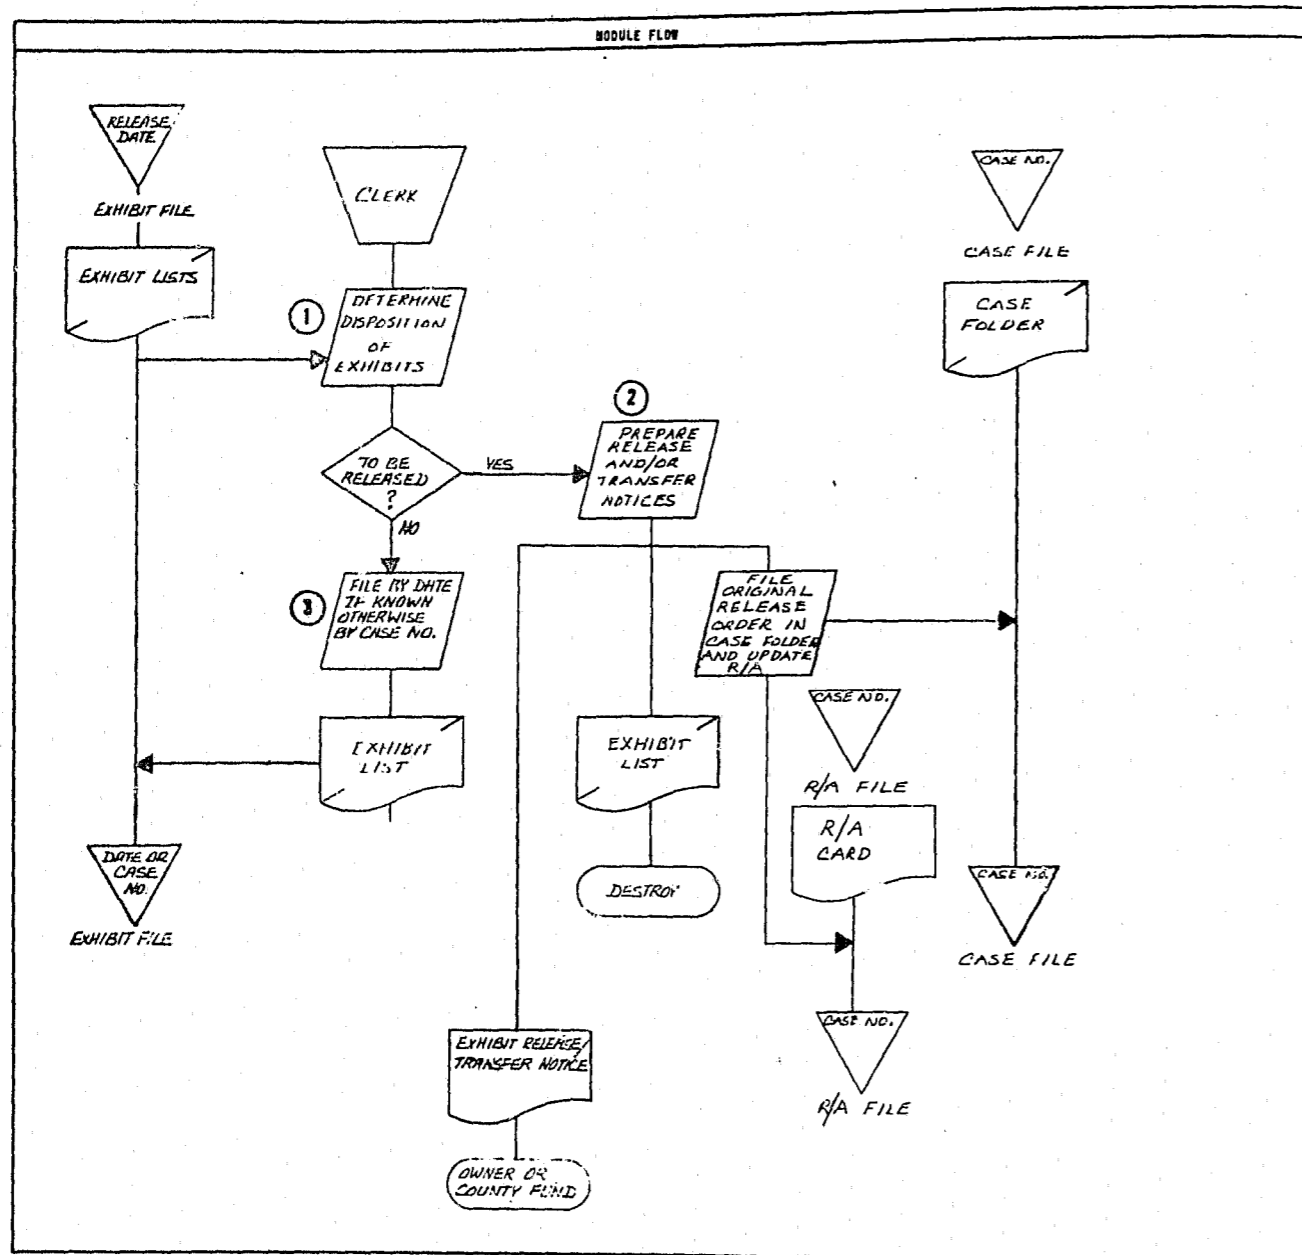 MODULE FLOW
RELEASE
DATE
EXHIBIT FILE
EXHIBIT LISTS
CLERK
1
DETERMINE
DISPOSITION
OF
EXHIBITS
TO BE
RELEASED
?
YES
NO
2
PREPARE
RELEASE
AND/OR
TRANSFER
NOTICES
3
FILE BY DATE
IF KNOWN
OTHERWISE
BY CASE NO.
EXHIBIT
LIST
DATE OR
CASE
NO.
EXHIBIT FILE
FILE
ORIGINAL
RELEASE
ORDER IN
CASE FOLDER
AND UPDATE
R/A
EXHIBIT
LIST
DESTROY
EXHIBIT RELEASE/
TRANSFER NOTICE
OWNER OR
COUNTY FUND
CASE NO.
R/A FILE
R/A
CARD
CASE NO.
R/A FILE
CASE NO.
CASE FILE
CASE
FOLDER
CASE NO.
CASE FILE